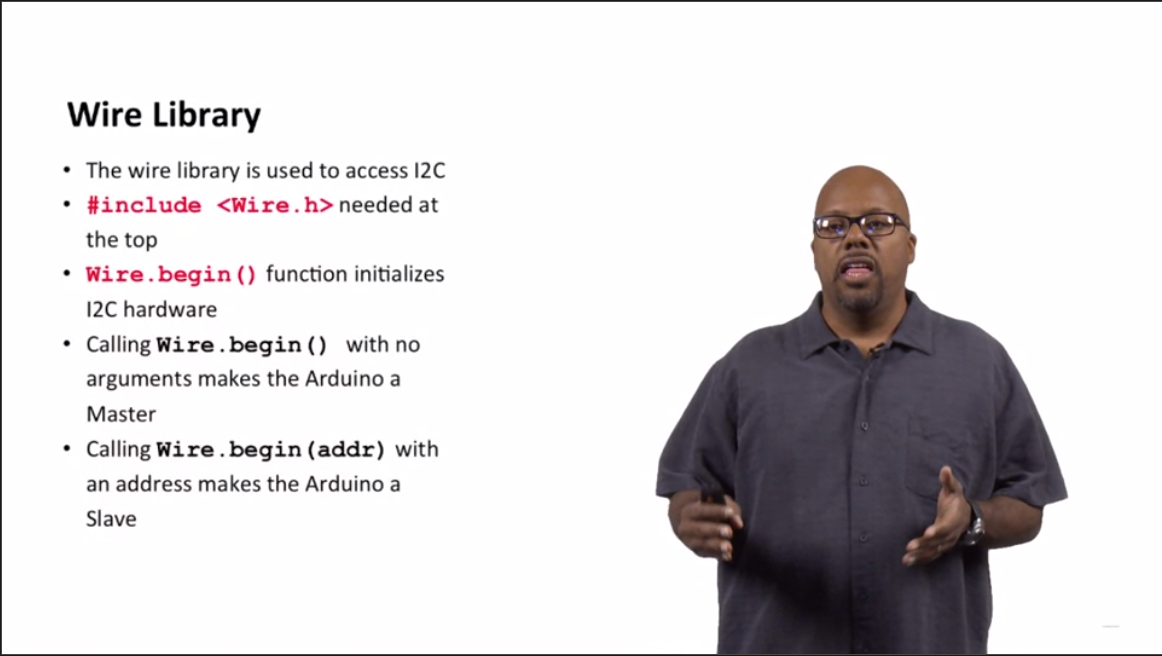 Wire Library
• The wire library is used to access I2C
• #include <Wire.h> needed at
the top
• Wire.begin() function initializes
I2C hardware
• Calling Wire.begin() with no
arguments makes the Arduino a
Master
• Calling Wire.begin(addr) with
an address makes the Arduino a
Slave